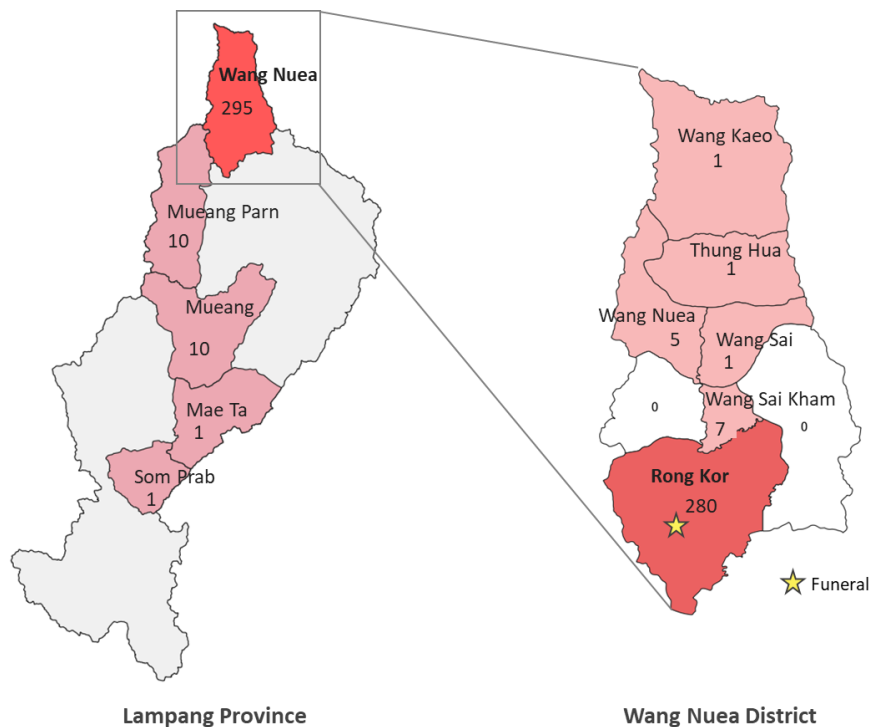 Wang Nuea
295
Mueang Parn
10
Mueang
10
Mae Ta
1
Som Prab
1
Lampang Province
Wang Kaeo
1
Thung Hua
1
Wang Nuea
5
Wang Sai
1
Wang Sai Kham
7
0
0
Rong Kor
280
Funeral
Wang Nuea District